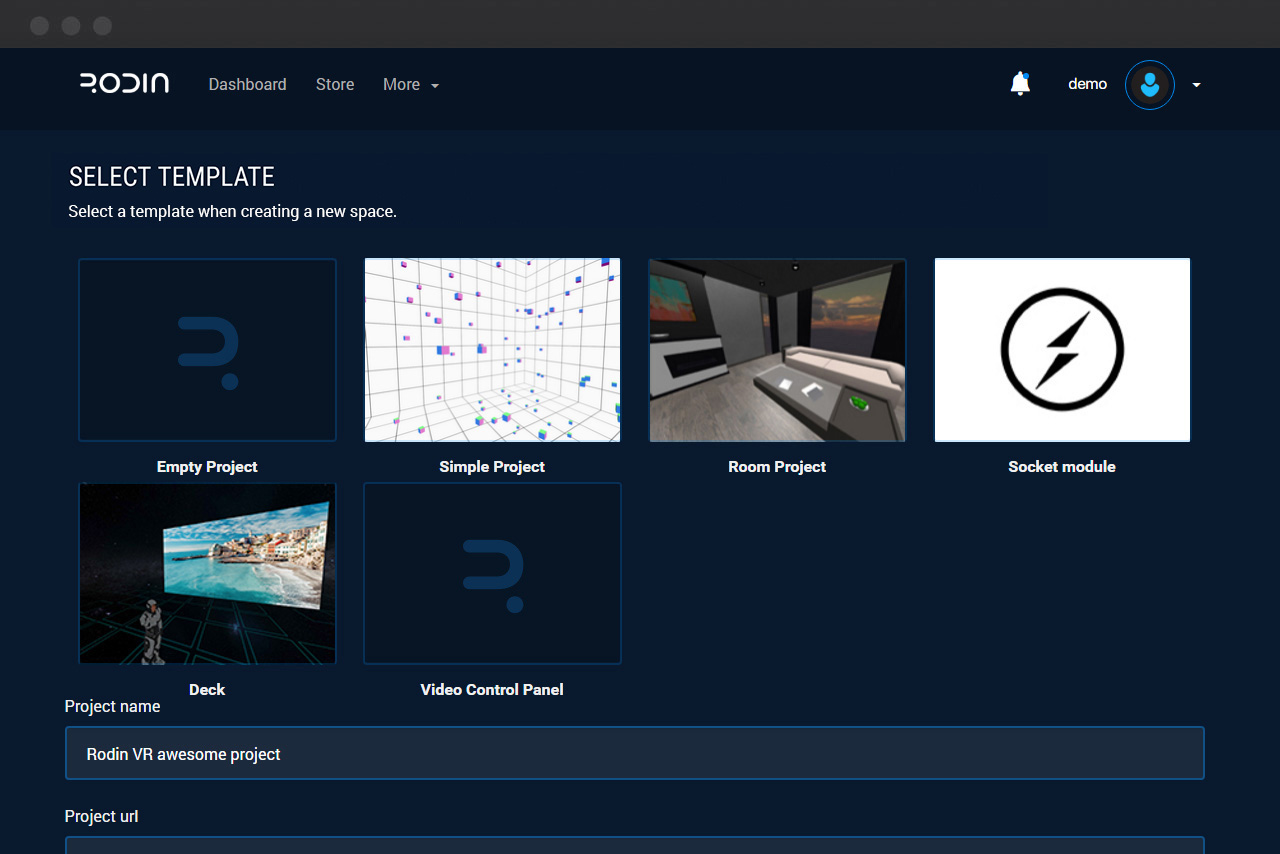 RODIN Dashboard Store More demo
SELECT TEMPLATE
Select a template when creating a new space.
Empty Project Simple Project Room Project Socket module
Deck Video Control Panel
Project name
Rodin VR awesome project
Project url